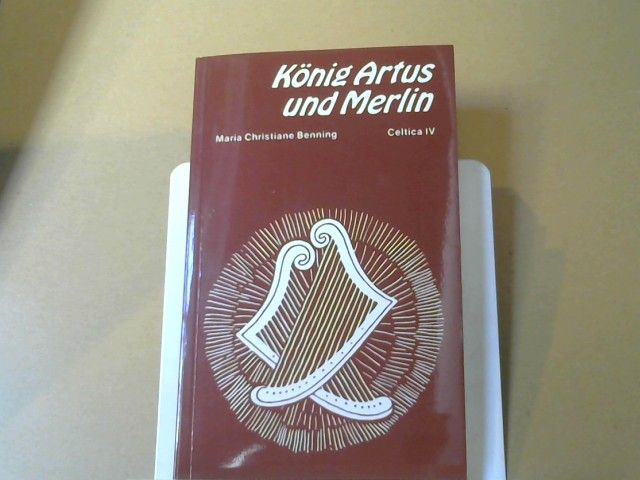 König Artus
und Merlin
Maria Christiane Benning Celtica IV